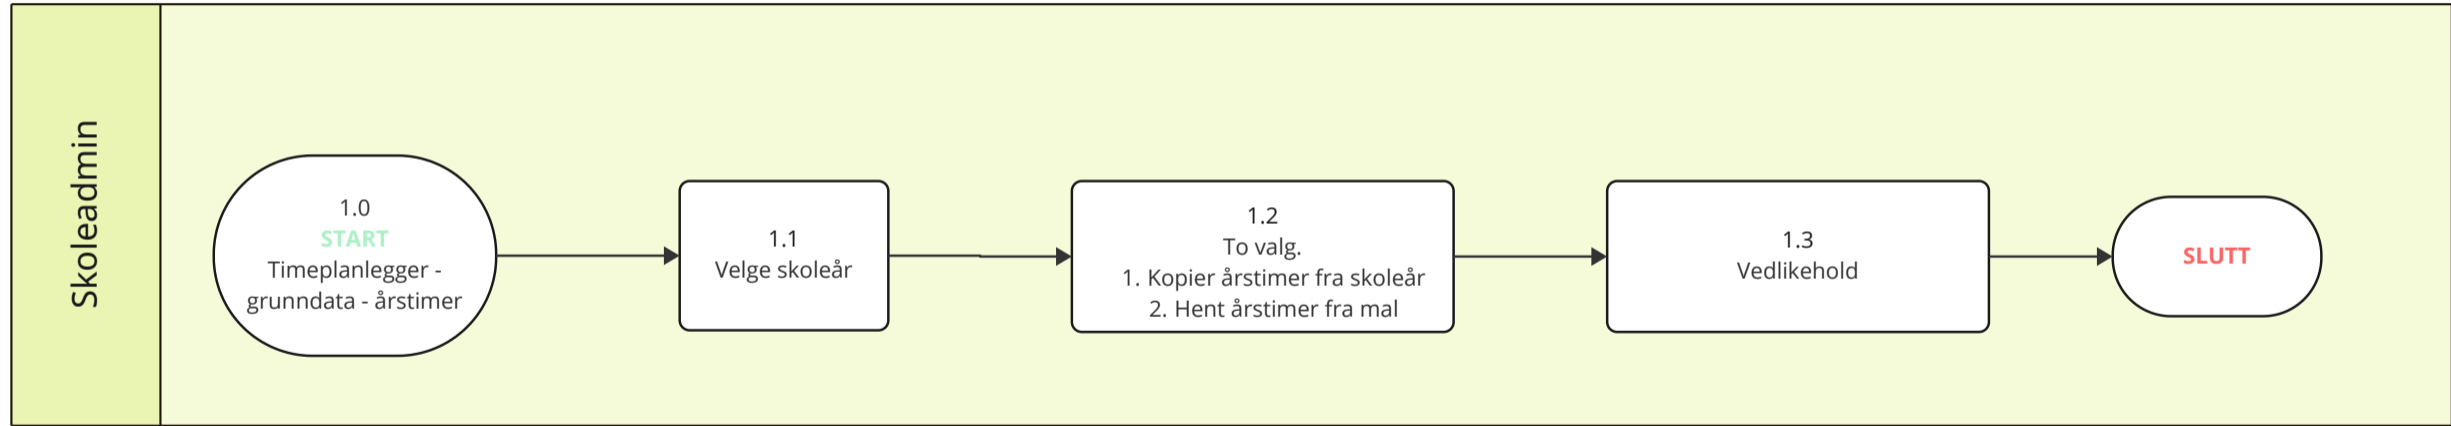 Skoleadmin
1.0
START
Timeplanlegger -
grunndata - årstimer
1.1
Velge skoleår
1.2
To valg.
1. Kopier årstimer fra skoleår
2. Hent årstimer fra mal
1.3
Vedlikehold
SLUTT